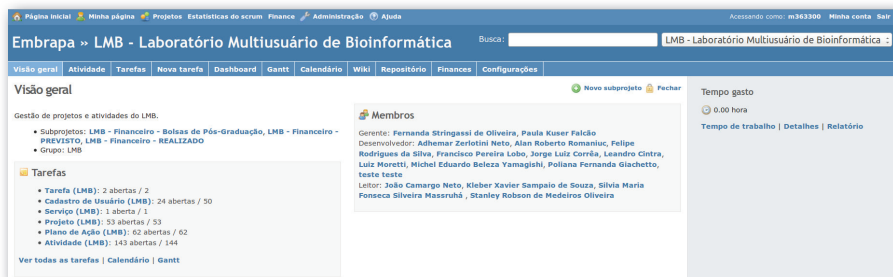 Página inicial Minha página Projetos Estatísticas do scrum Finance Administração Ajuda
Acessando como: m363300 Minha conta Sair
Embrapa » LMB - Laboratório Multiusuário de Bioinformática
Busca:
LMB - Laboratório Multiusuário de Bioinformática
Visão geral Atividade Tarefas Nova tarefa Dashboard Gantt Calendário Wiki Repositório Finances Configurações
Visão geral
Novo subprojeto Fechar
Gestão de projetos e atividades do LMB.
• Subprojetos: LMB - Financeiro - Bolsas de Pós-Graduação, LMB - Financeiro -
PREVISTO, LMB - Financeiro - REALIZADO
• Grupo: LMB
Tarefas
• Tarefa (LMB): 2 abertas / 2
• Cadastro de Usuário (LMB): 24 abertas / 50
• Serviço (LMB): 1 aberta / 1
• Projeto (LMB): 53 abertas / 53
• Plano de Ação (LMB): 62 abertas / 62
• Atividade (LMB): 143 abertas / 144
Ver todas as tarefas | Calendário | Gantt
Membros
Gerente: Fernanda Stringassi de Oliveira, Paula Kuser Falcão
Desenvolvedor: Adhemar Zerlotini Neto, Alan Roberto Romaniuc, Felipe
Rodrigues da Silva, Francisco Pereira Lobo, Jorge Luiz Corrêa, Leandro Cintra,
Luiz Moretti, Michel Eduardo Beleza Yamagishi, Poliana Fernanda Giachetto,
teste teste
Leitor: João Camargo Neto, Kleber Xavier Sampaio de Souza, Silvia Maria
Fonseca Silveira Massruhá , Stanley Robson de Medeiros Oliveira
Tempo gasto
0.00 hora
Tempo de trabalho | Detalhes | Relatório